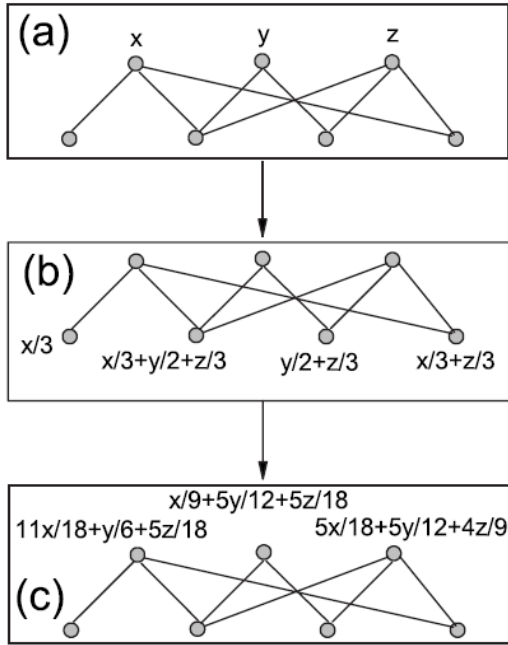 (a)
x y z
(b)
x/3 x/3+y/2+z/3 y/2+z/3 x/3+z/3
x/9+5y/12+5z/18
11x/18+y/6+5z/18 5x/18+5y/12+4z/9
(c)